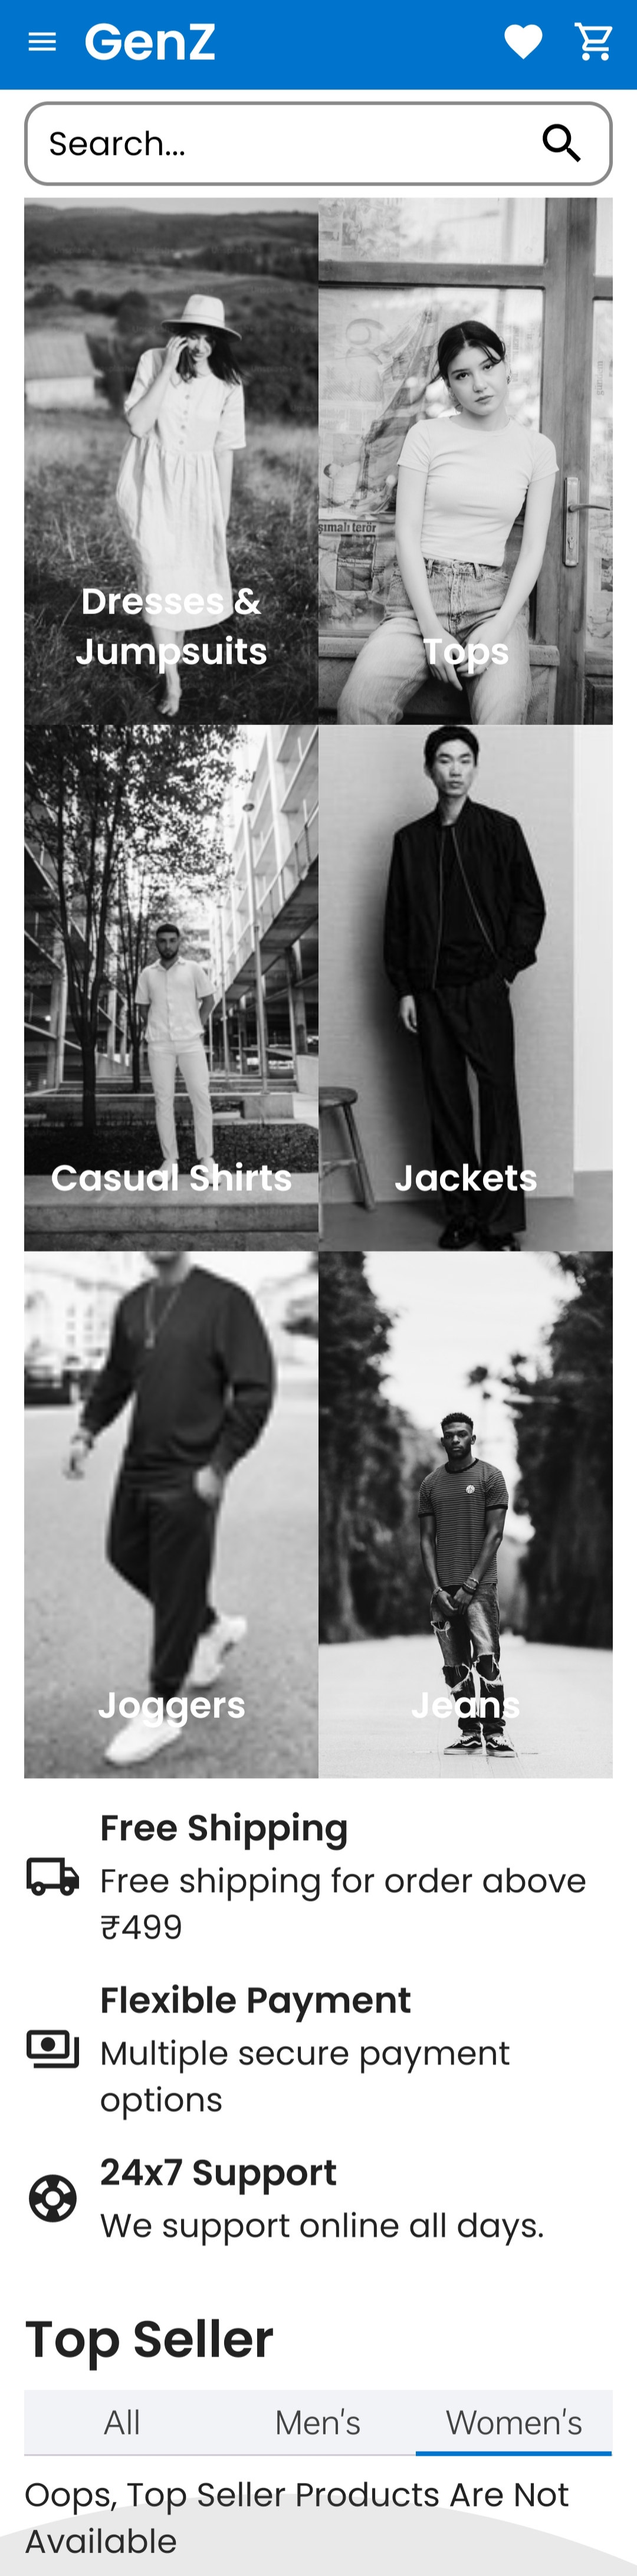 GenZ
Search...
şımalı terör
Dresses &
Jumpsuits
Tops
Casual Shirts
Jackets
Joggers
Jeans
Free Shipping
Free shipping for order above
₹499
Flexible Payment
Multiple secure payment
options
24x7 Support
We support online all days.
Top Seller
All
Men's
Women's
Oops, Top Seller Products Are Not
Available